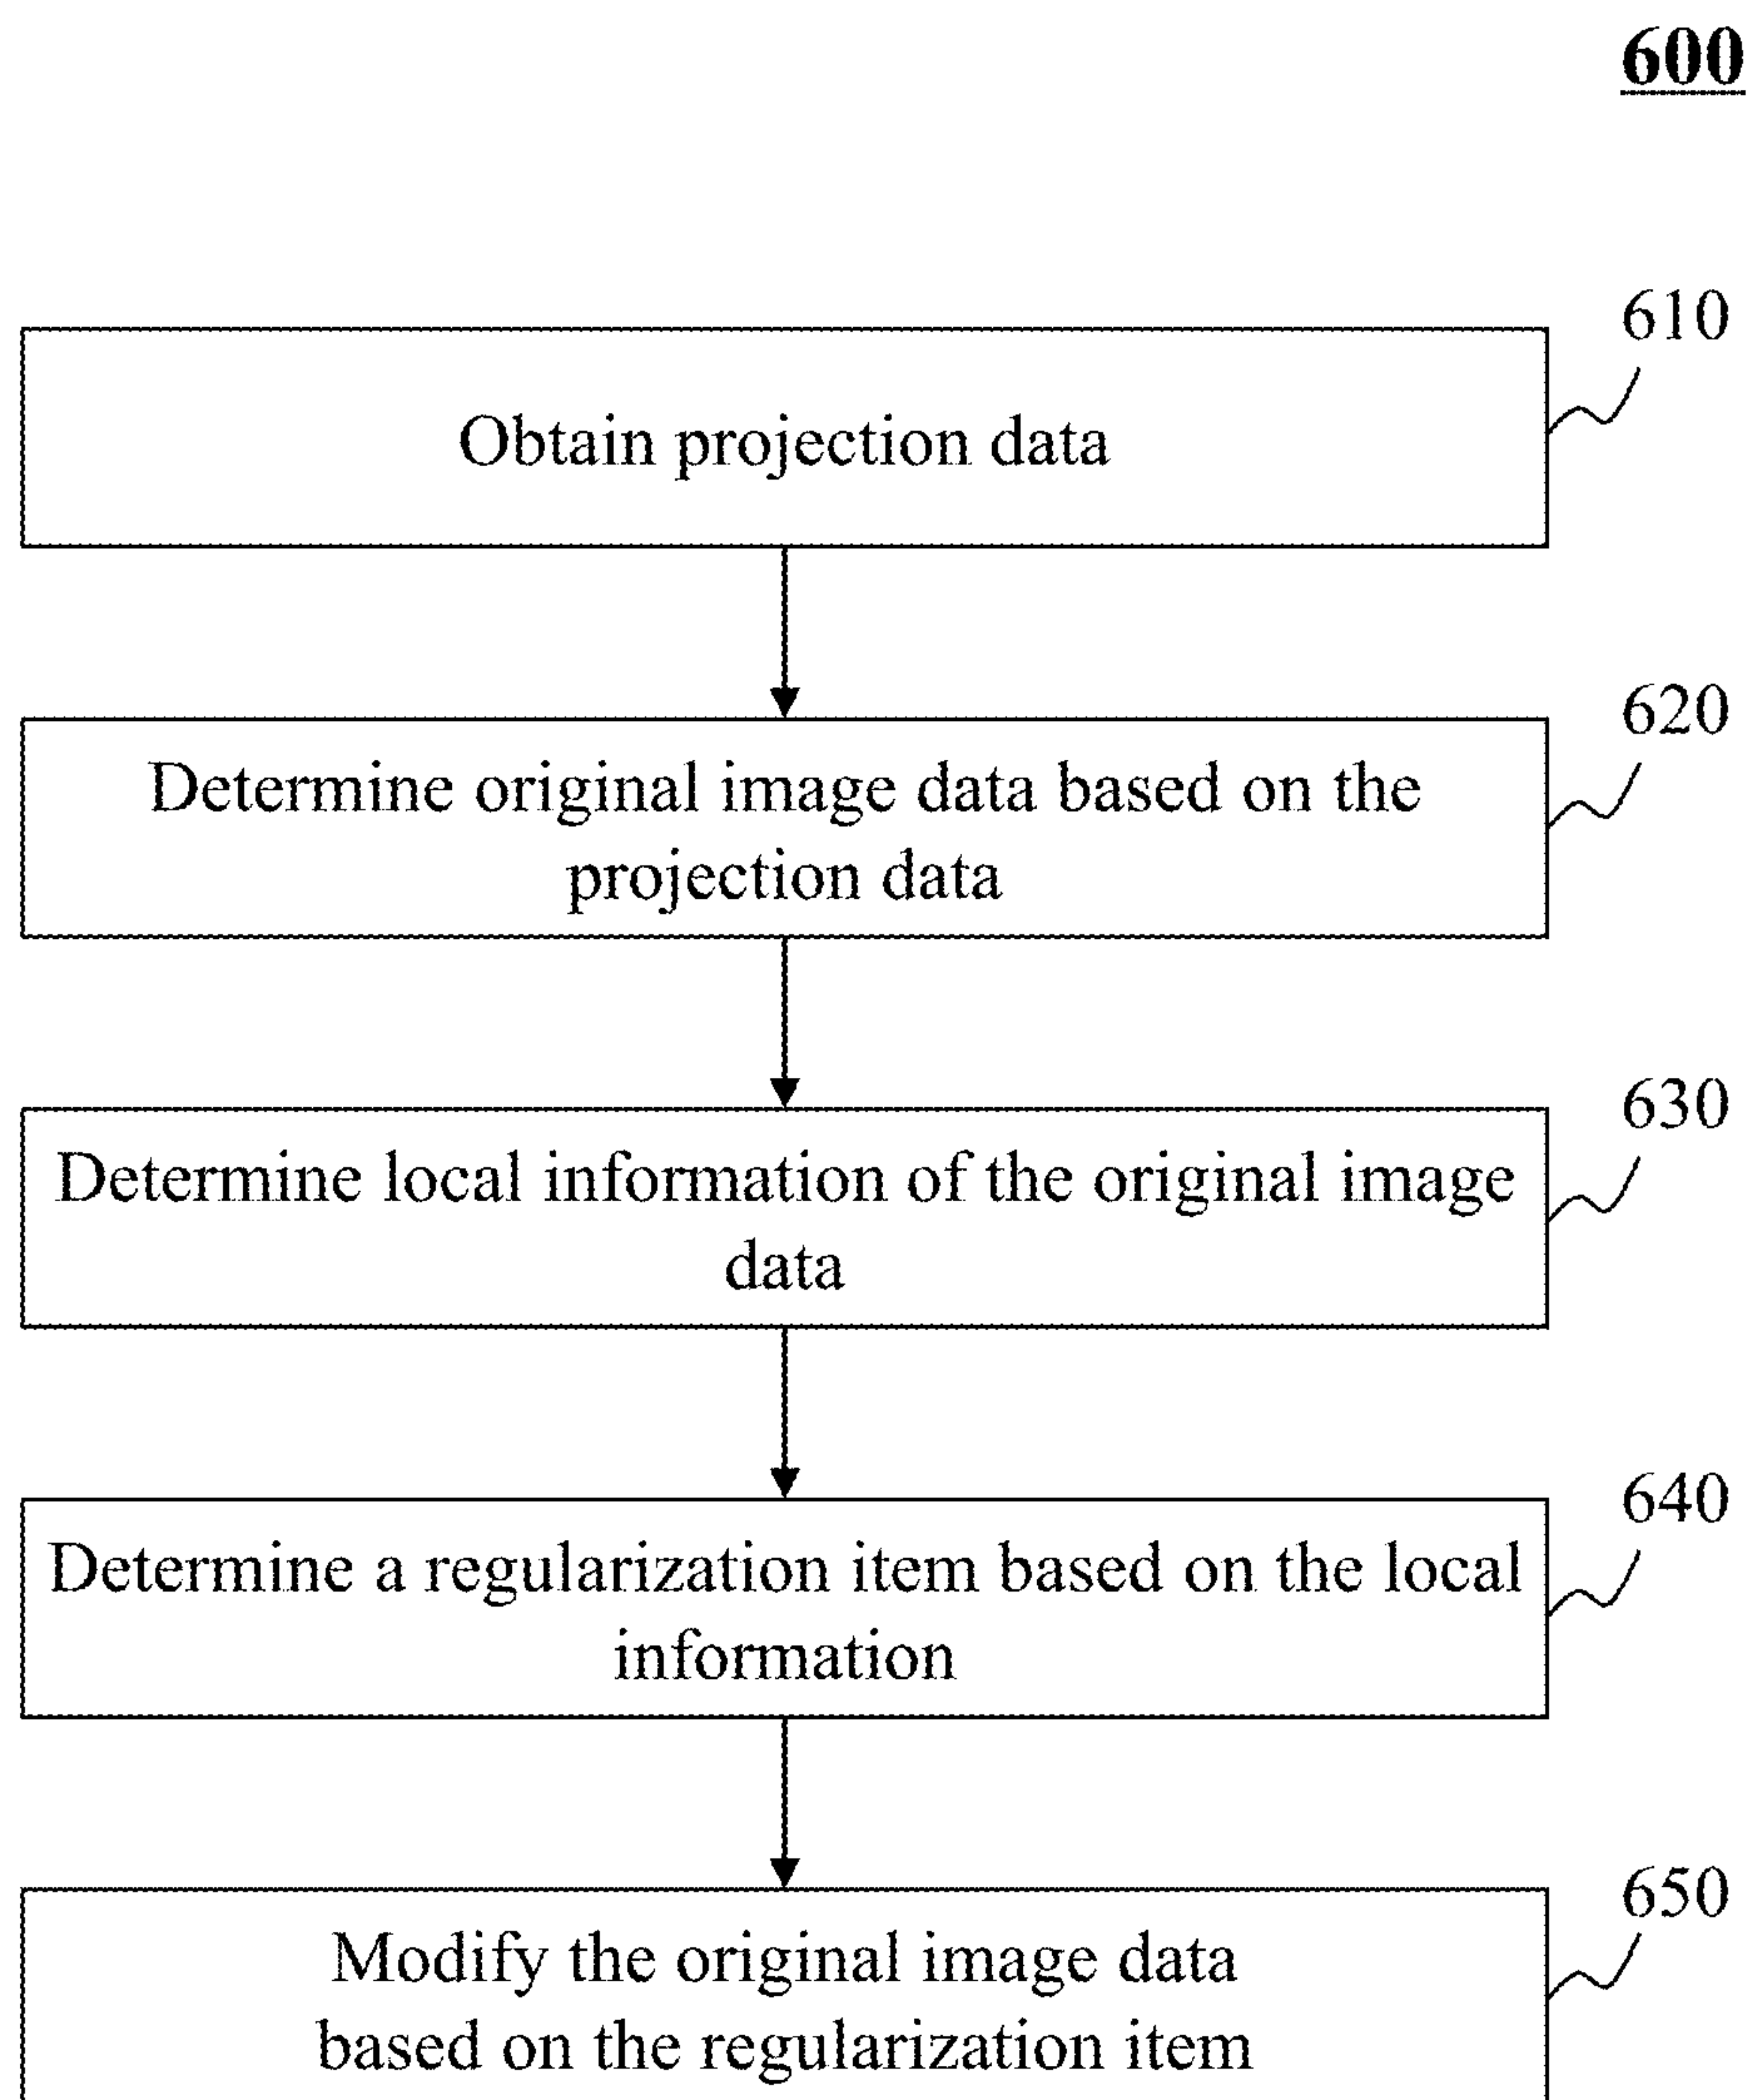 600
610
Obtain projection data
620
Determine original image data based on the
projection data
630
Determine local information of the original image
data
640
Determine a regularization item based on the local
information
650
Modify the original image data
based on the regularization item